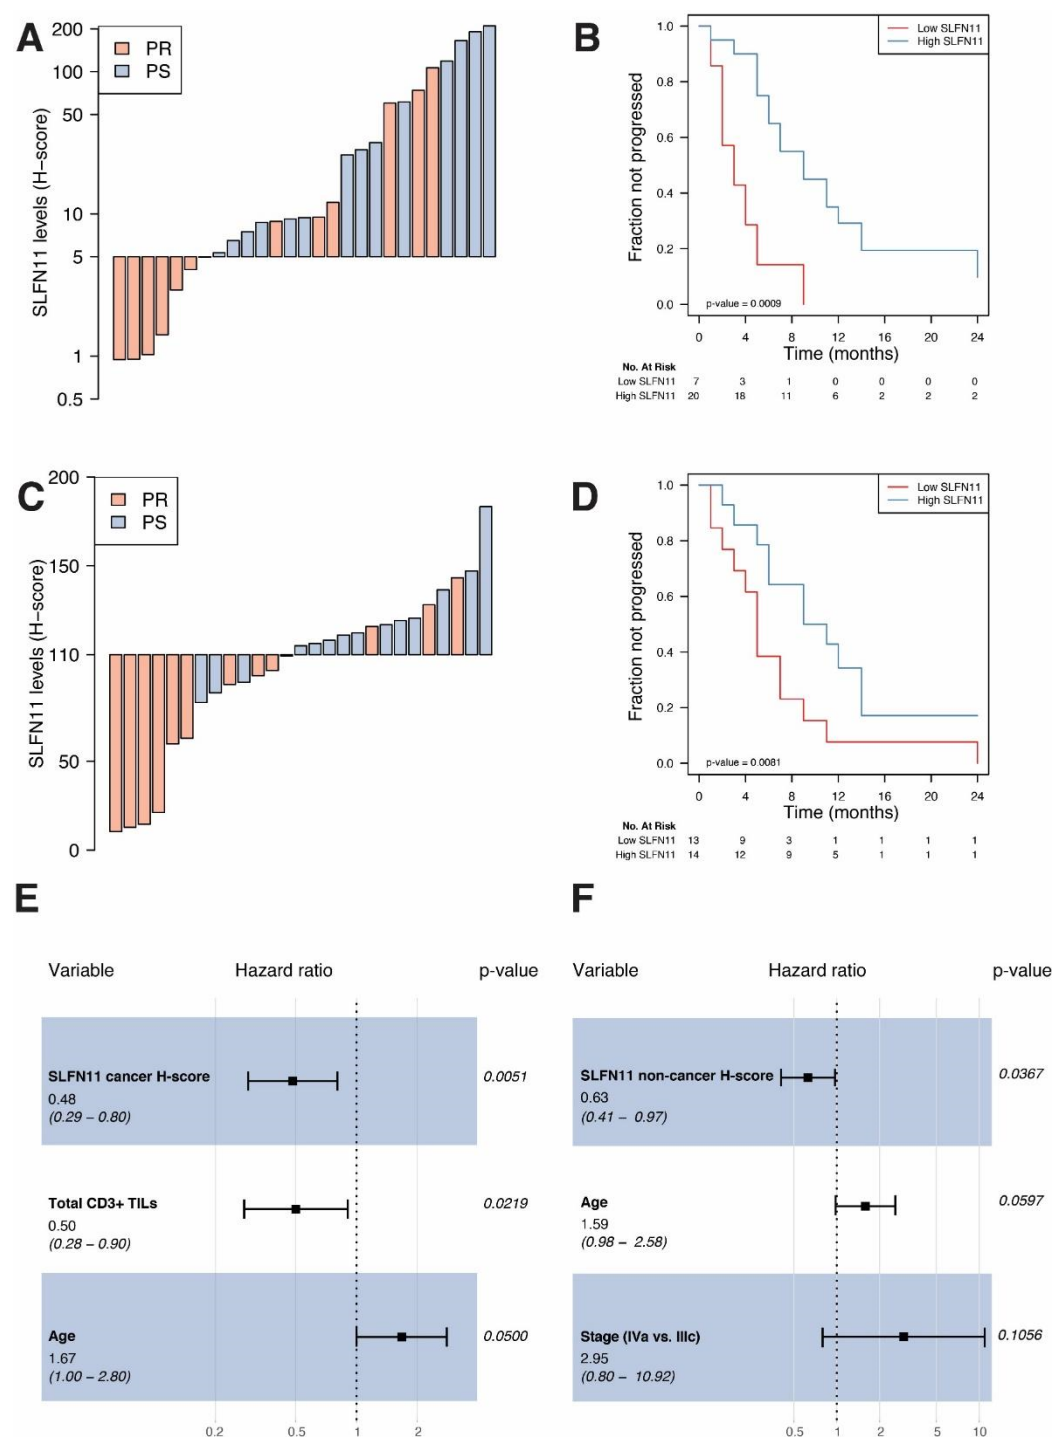 A
PR
PS
SLFN11 levels (H-score)
200
100
50
10
5
1
0.5
B
Low SLFN11
High SLFN11
Fraction not progressed
1.0
0.8
0.6
0.4
0.2
0.0
p-value = 0.0009
0 4 8 12 16 20 24
Time (months)
No. At Risk
Low SLFN11 7 3 1 0 0 0 0
High SLFN11 20 18 11 6 2 2 2
C
PR
PS
SLFN11 levels (H-score)
200
150
110
50
0
D
Low SLFN11
High SLFN11
Fraction not progressed
1.0
0.8
0.6
0.4
0.2
0.0
p-value = 0.0081
0 4 8 12 16 20 24
Time (months)
No. At Risk
Low SLFN11 13 9 3 1 1 1 1
High SLFN11 14 12 9 5 1 1 1
E
Variable Hazard ratio p-value
SLFN11 cancer H-score 0.0051
0.48
(0.29 – 0.80)
Total CD3+ TILs 0.0219
0.50
(0.28 – 0.90)
Age 0.0500
1.67
(1.00 – 2.80)
0.2 0.5 1 2
F
Variable Hazard ratio p-value
SLFN11 non-cancer H-score 0.0367
0.63
(0.41 – 0.97)
Age 0.0597
1.59
(0.98 – 2.58)
Stage (IVa vs. IIIc) 0.1056
2.95
(0.80 – 10.92)
0.5 1 2 5 10